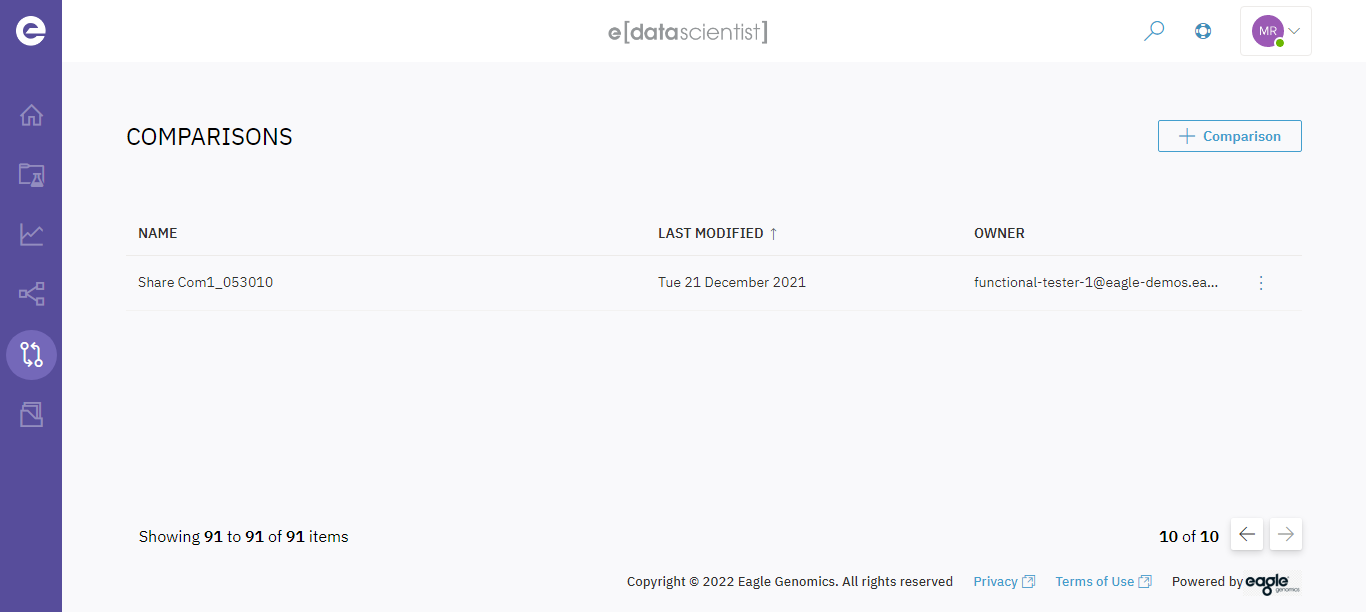 e
e[datascientist]
MR
COMPARISONS
Comparison
NAME LAST MODIFIED ↑ OWNER
Share Com1_053010 Tue 21 December 2021 functional-tester-1@eagle-demos.ea...
Showing 91 to 91 of 91 items 10 of 10
Copyright © 2022 Eagle Genomics. All rights reserved Privacy Terms of Use Powered by eagle genomics